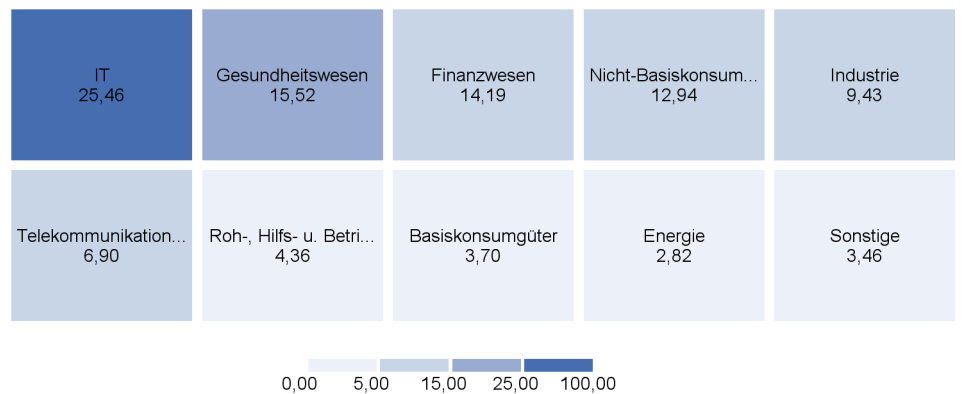 IT
25,46
Gesundheitswesen
15,52
Finanzwesen
14,19
Nicht-Basiskonsum...
12,94
Industrie
9,43
Telekommunikation...
6,90
Roh-, Hilfs- u. Betri...
4,36
Basiskonsumgüter
3,70
Energie
2,82
Sonstige
3,46
0,00 5,00 15,00 25,00 100,00